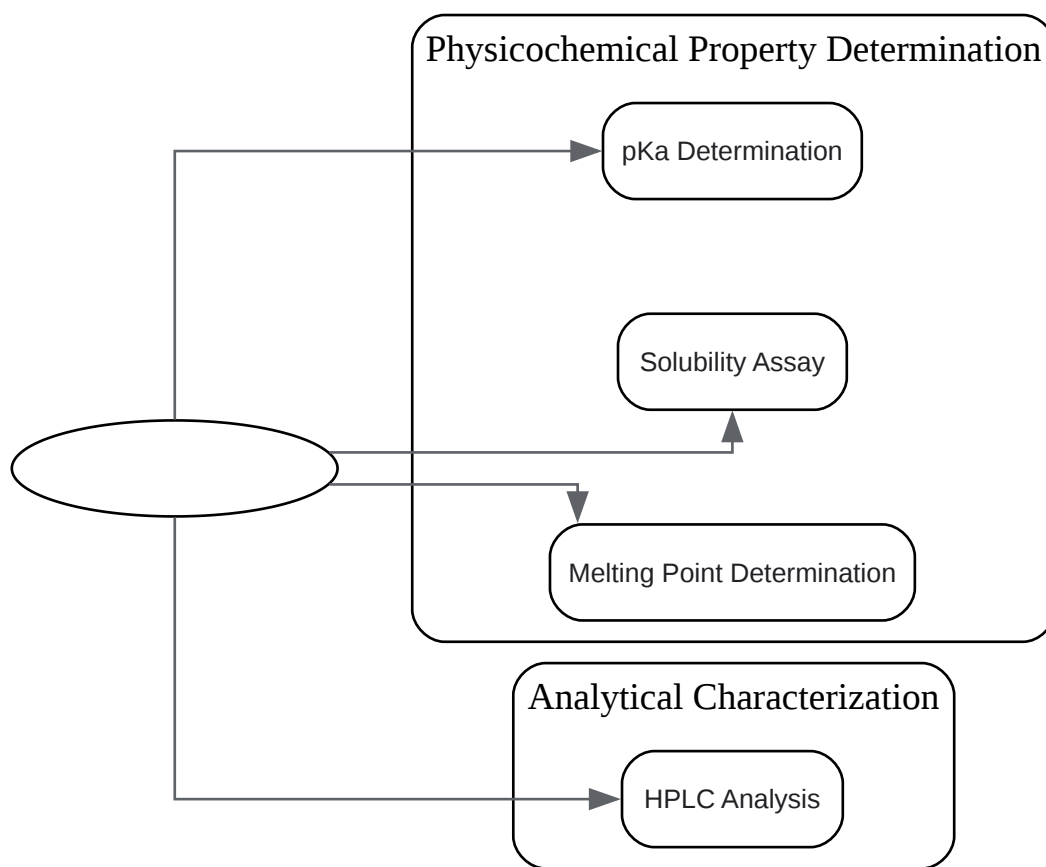 Physicochemical Property Determination
pKa Determination
Solubility Assay
Melting Point Determination
Analytical Characterization
HPLC Analysis